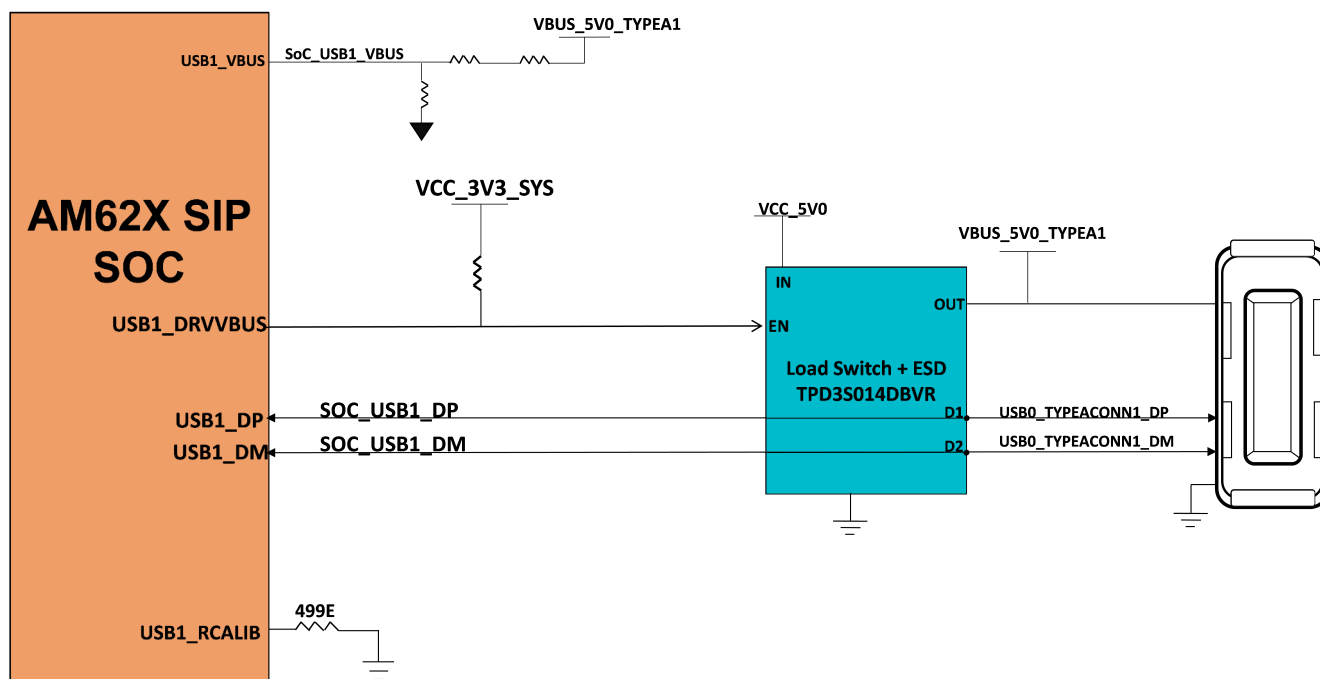 VBUS_5V0_TYPEA1
USB1_VBUS
SoC_USB1_VBUS
VCC_3V3_SYS
AM62X SIP
SOC
VCC_5V0
VBUS_5V0_TYPEA1
IN
OUT
USB1_DRVVBUS
EN
Load Switch + ESD
TPD3S014DBVR
USB1_DP
SOC_USB1_DP
D1
USB0_TYPEACONN1_DP
USB1_DM
SOC_USB1_DM
D2
USB0_TYPEACONN1_DM
499E
USB1_RCALIB